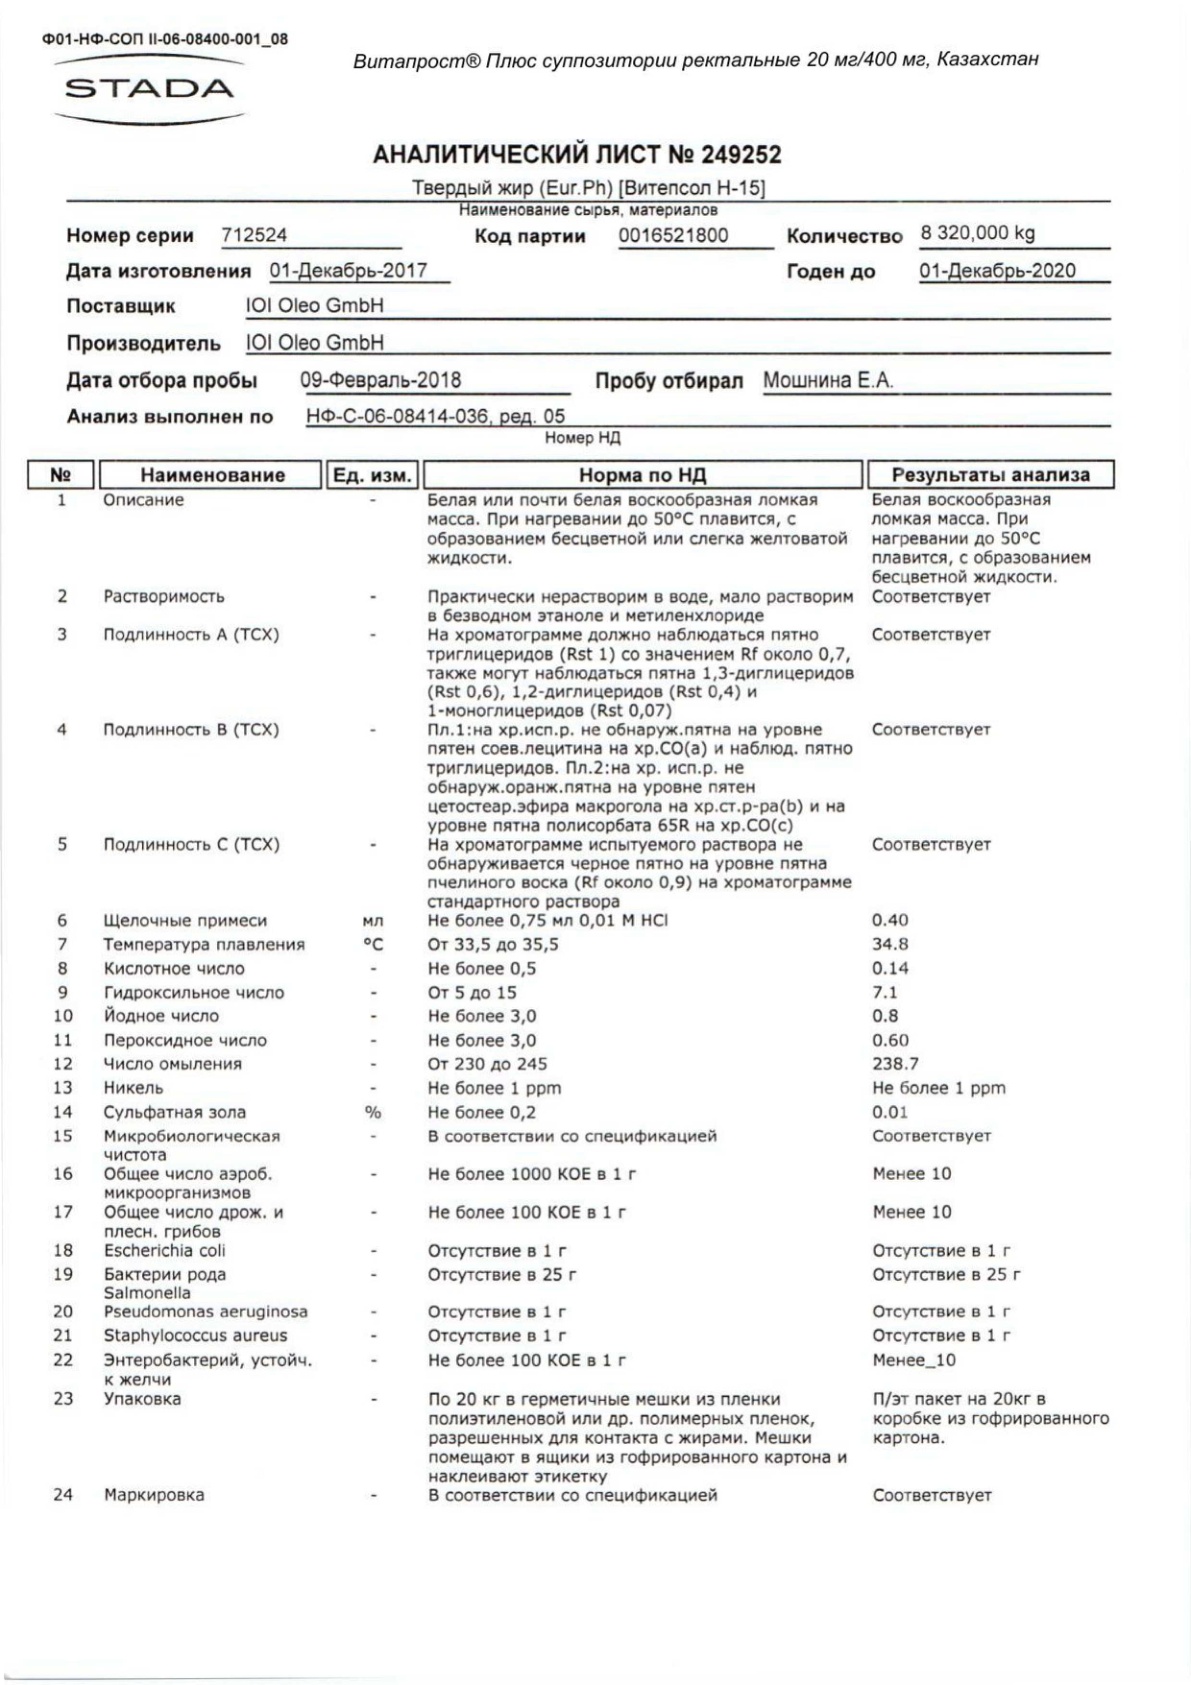 Ф01-НФ-СОП II-06-08400-001_08
Витапрост® Плюс суппозитории ректальные 20 мг/400 мг, Казахстан
STADA
АНАЛИТИЧЕСКИЙ ЛИСТ № 249252
Твердый жир (Eur.Ph) [Витепсол Н-15]
Наименование сырья, материалов
Номер серии 712524 Код партии 0016521800 Количество 8 320,000 kg
Дата изготовления 01-Декабрь-2017 Годен до 01-Декабрь-2020
Поставщик IOI Oleo GmbH
Производитель IOI Oleo GmbH
Дата отбора пробы 09-Февраль-2018 Пробу отбирал Мошнина Е.А.
Анализ выполнен по НФ-С-06-08414-036, ред. 05
Номер НД
№ Наименование Ед. изм. Норма по НД Результаты анализа
1 Описание - Белая или почти белая воскообразная ломкая Белая воскообразная
масса. При нагревании до 50°С плавится, с ломкая масса. При
образованием бесцветной или слегка желтоватой нагревании до 50°С
жидкости. плавится, с образованием
бесцветной жидкости.
2 Растворимость - Практически нерастворим в воде, мало растворим Соответствует
в безводном этаноле и метиленхлориде
3 Подлинность А (ТСХ) - На хроматограмме должно наблюдаться пятно Соответствует
триглицеридов (Rst 1) со значением Rf около 0,7,
также могут наблюдаться пятна 1,3-диглицеридов
(Rst 0,6), 1,2-диглицеридов (Rst 0,4) и
1-моноглицеридов (Rst 0,07)
4 Подлинность В (ТСХ) - Пл.1:на хр.исп.р. не обнаруж.пятна на уровне Соответствует
пятен соев.лецитина на хр.СО(а) и наблюд. пятно
триглицеридов. Пл.2:на хр. исп.р. не
обнаруж.оранж.пятна на уровне пятен
цетостеар.эфира макрогола на хр.ст.р-ра(b) и на
уровне пятна полисорбата 65R на хр.СО(с)
5 Подлинность С (ТСХ) - На хроматограмме испытуемого раствора не Соответствует
обнаруживается черное пятно на уровне пятна
пчелиного воска (Rf около 0,9) на хроматограмме
стандартного раствора
6 Щелочные примеси мл Не более 0,75 мл 0,01 М HCl 0.40
7 Температура плавления °С От 33,5 до 35,5 34.8
8 Кислотное число - Не более 0,5 0.14
9 Гидроксильное число - От 5 до 15 7.1
10 Йодное число - Не более 3,0 0.8
11 Пероксидное число - Не более 3,0 0.60
12 Число омыления - От 230 до 245 238.7
13 Никель - Не более 1 ppm Не более 1 ppm
14 Сульфатная зола % Не более 0,2 0.01
15 Микробиологическая - В соответствии со спецификацией Соответствует
чистота
16 Общее число аэроб. - Не более 1000 КОЕ в 1 г Менее 10
микроорганизмов
17 Общее число дрож. и - Не более 100 КОЕ в 1 г Менее 10
плесн. грибов
18 Escherichia coli - Отсутствие в 1 г Отсутствие в 1 г
19 Бактерии рода - Отсутствие в 25 г Отсутствие в 25 г
Salmonella
20 Pseudomonas aeruginosa - Отсутствие в 1 г Отсутствие в 1 г
21 Staphylococcus aureus - Отсутствие в 1 г Отсутствие в 1 г
22 Энтеробактерий, устойч. - Не более 100 КОЕ в 1 г Менее_10
к желчи
23 Упаковка - По 20 кг в герметичные мешки из пленки П/эт пакет на 20кг в
полиэтиленовой или др. полимерных пленок, коробке из гофрированного
разрешенных для контакта с жирами. Мешки картона.
помещают в ящики из гофрированного картона и
наклеивают этикетку
24 Маркировка - В соответствии со спецификацией Соответствует